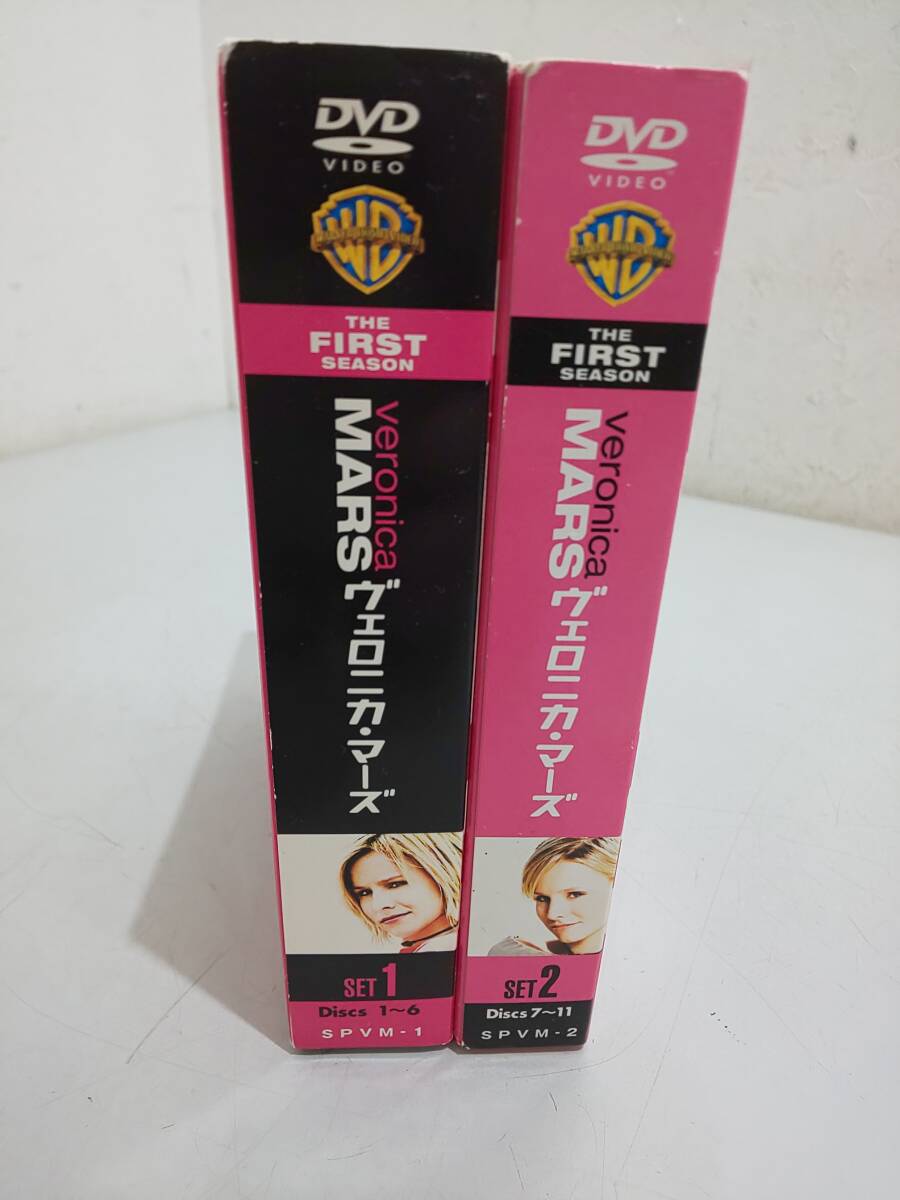 DVD
VIDEO
WB
THE
FIRST
SEASON
veronica
MARS
ヴェロニカ・マーズ
SET 1
Discs 1~6
SPVM-1
DVD
VIDEO
WB
THE
FIRST
SEASON
veronica
MARS
ヴェロニカ・マーズ
SET 2
Discs 7~11
SPVM-2